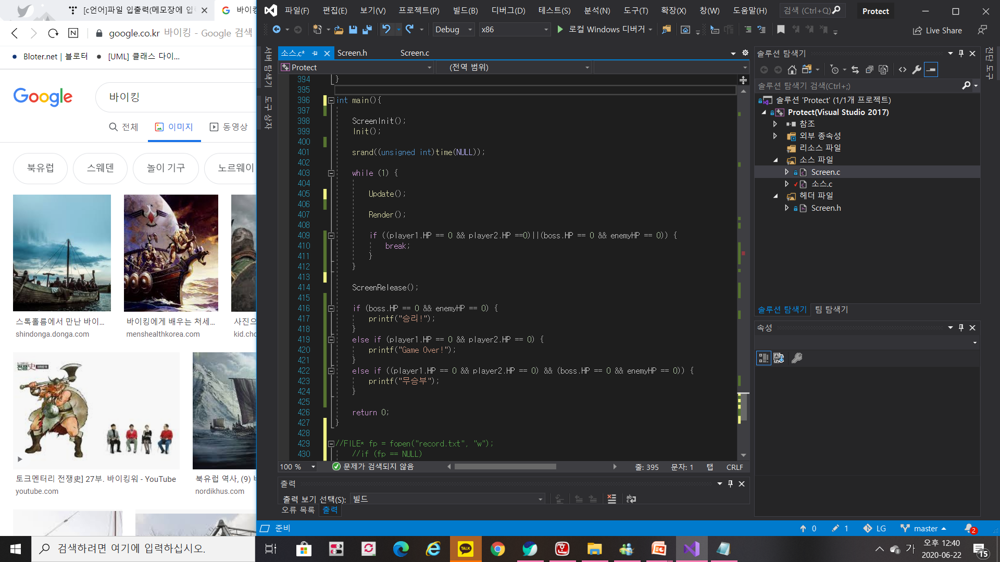 [c언어]파일 입출력(메모장에 입
바이킹
google.co.kr 바이킹 - Google 검색
Bloter.net | 블로터
[UML] 클래스 다이...
Google
바이킹
전체
이미지
동영상
북유럽
스웨덴
놀이 기구
노르웨이
스톡홀름에서 만난 바이...
shindonga.donga.com
바이킹에게 배우는 처세...
menshealthkorea.com
사진으
kid.cho
토크멘터리 전쟁史] 27부. 바이킹워 - YouTube
youtube.com
북유럽 역사, (9) 바
nordikhus.com
파일(F) 편집(E) 보기(V) 프로젝트(P) 빌드(B) 디버그(D) 테스트(S) 분석(N) 도구(T) 확장(X) 창(W) 도움말(H)
검색 (Ctrl+Q)
Protect
Debug
x86
로컬 Windows 디버거
Live Share
서버 탐색기
도구 상자
소스.c*
Screen.h
Screen.c
Protect
(전역 범위)
394 }
395
396 int main(){
397
398 ScreenInit();
399 Init();
400
401 srand((unsigned int)time(NULL));
402
403 while (1) {
404
405 Update();
406
407 Render();
408
409 if ((player1.HP == 0 && player2.HP ==0)||(boss.HP == 0 && enemyHP == 0)) {
410 break;
411 }
412 }
413
414 ScreenRelease();
415
416 if (boss.HP == 0 && enemyHP == 0) {
417 printf("승리!");
418 }
419 else if (player1.HP == 0 && player2.HP == 0) {
420 printf("Game Over!");
421 }
422 else if ((player1.HP == 0 && player2.HP == 0) && (boss.HP == 0 && enemyHP == 0)) {
423 printf("무승부");
424 }
425
426 return 0;
427 }
428
429 //FILE* fp = fopen("record.txt", "w");
430 //if (fp == NULL)
100 %
문제가 검색되지 않음
줄: 395
문자: 1
탭
CRLF
출력
출력 보기 선택(S):
빌드
오류 목록
출력
솔루션 탐색기
솔루션 탐색기 검색(Ctrl+;)
솔루션 'Protect' (1/1개 프로젝트)
Protect(Visual Studio 2017)
참조
외부 종속성
리소스 파일
소스 파일
Screen.c
소스.c
헤더 파일
Screen.h
솔루션 탐색기
팀 탐색기
속성
진단 도구
준비
0
1
LG
master
2
검색하려면 여기에 입력하십시오.
TALK
가
오후 12:40
2020-06-22
15